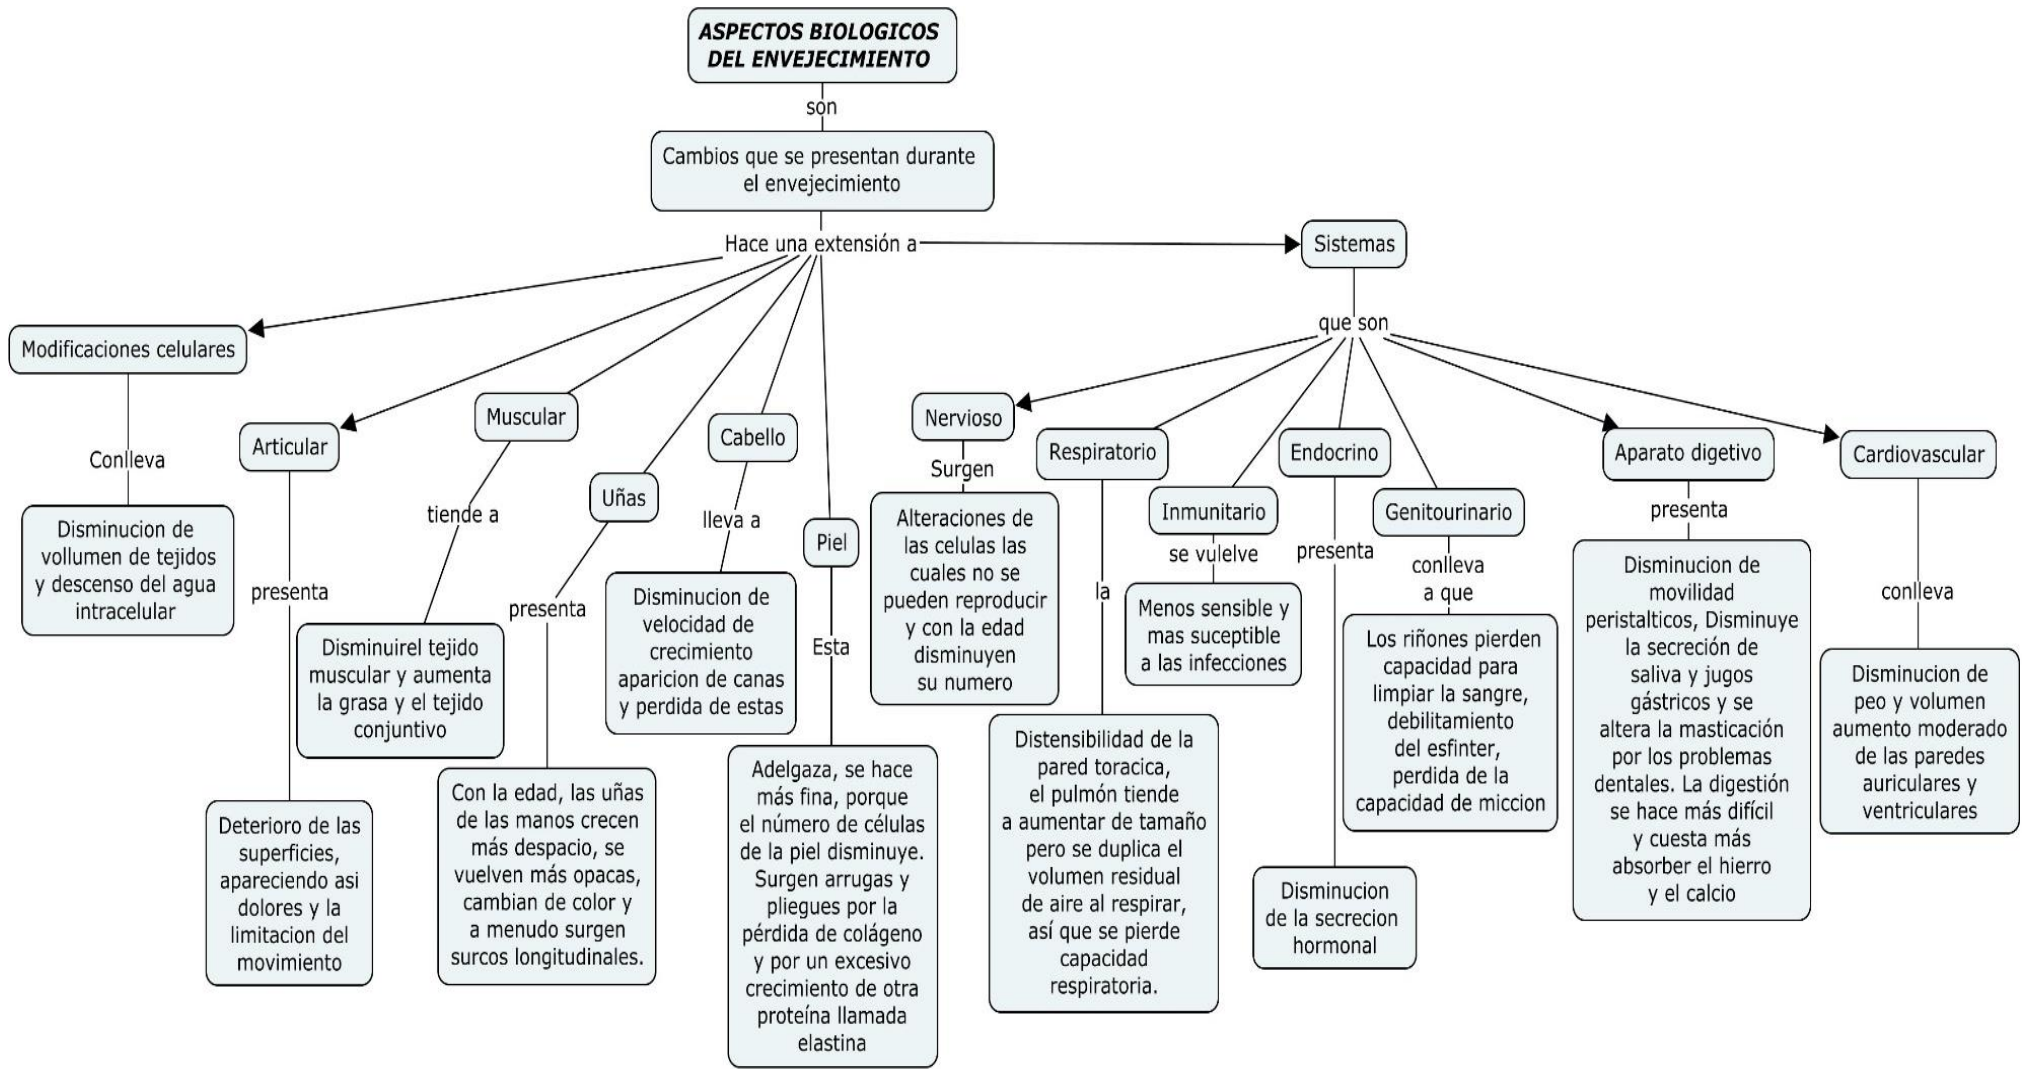 ASPECTOS BIOLOGICOS
DEL ENVEJECIMIENTO
son
Cambios que se presentan durante
el envejecimiento
Hace una extensión a
Modificaciones celulares
Conlleva
Disminucion de
vollumen de tejidos
y descenso del agua
intracelular
Articular
presenta
Deterioro de las
superficies,
apareciendo asi
dolores y la
limitacion del
movimiento
Muscular
tiende a
Disminuirel tejido
muscular y aumenta
la grasa y el tejido
conjuntivo
Uñas
presenta
Con la edad, las uñas
de las manos crecen
más despacio, se
vuelven más opacas,
cambian de color y
a menudo surgen
surcos longitudinales.
Cabello
lleva a
Disminucion de
velocidad de
crecimiento
aparicion de canas
y perdida de estas
Piel
Esta
Adelgaza, se hace
más fina, porque
el número de células
de la piel disminuye.
Surgen arrugas y
pliegues por la
pérdida de colágeno
y por un excesivo
crecimiento de otra
proteína llamada
elastina
Sistemas
que son
Nervioso
Surgen
Alteraciones de
las celulas las
cuales no se
pueden reproducir
y con la edad
disminuyen
su numero
Respiratorio
la
Distensibilidad de la
pared toracica,
el pulmón tiende
a aumentar de tamaño
pero se duplica el
volumen residual
de aire al respirar,
así que se pierde
capacidad
respiratoria.
Inmunitario
se vulelve
Menos sensible y
mas suceptible
a las infecciones
Endocrino
presenta
Disminucion
de la secrecion
hormonal
Genitourinario
conlleva
a que
Los riñones pierden
capacidad para
limpiar la sangre,
debilitamiento
del esfinter,
perdida de la
capacidad de miccion
Aparato digetivo
presenta
Disminucion de
movilidad
peristalticos, Disminuye
la secreción de
saliva y jugos
gástricos y se
altera la masticación
por los problemas
dentales. La digestión
se hace más difícil
y cuesta más
absorber el hierro
y el calcio
Cardiovascular
conlleva
Disminucion de
peo y volumen
aumento moderado
de las paredes
auriculares y
ventriculares